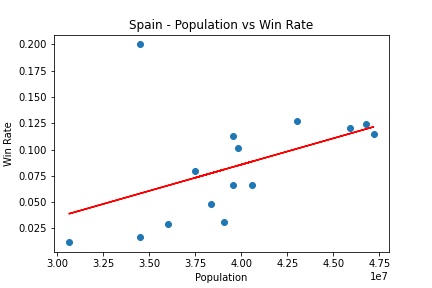 Spain - Population vs Win Rate
0.200
0.175
0.150
0.125
0.100
0.075
0.050
0.025
Win Rate
3.00 3.25 3.50 3.75 4.00 4.25 4.50 4.75
1e7
Population